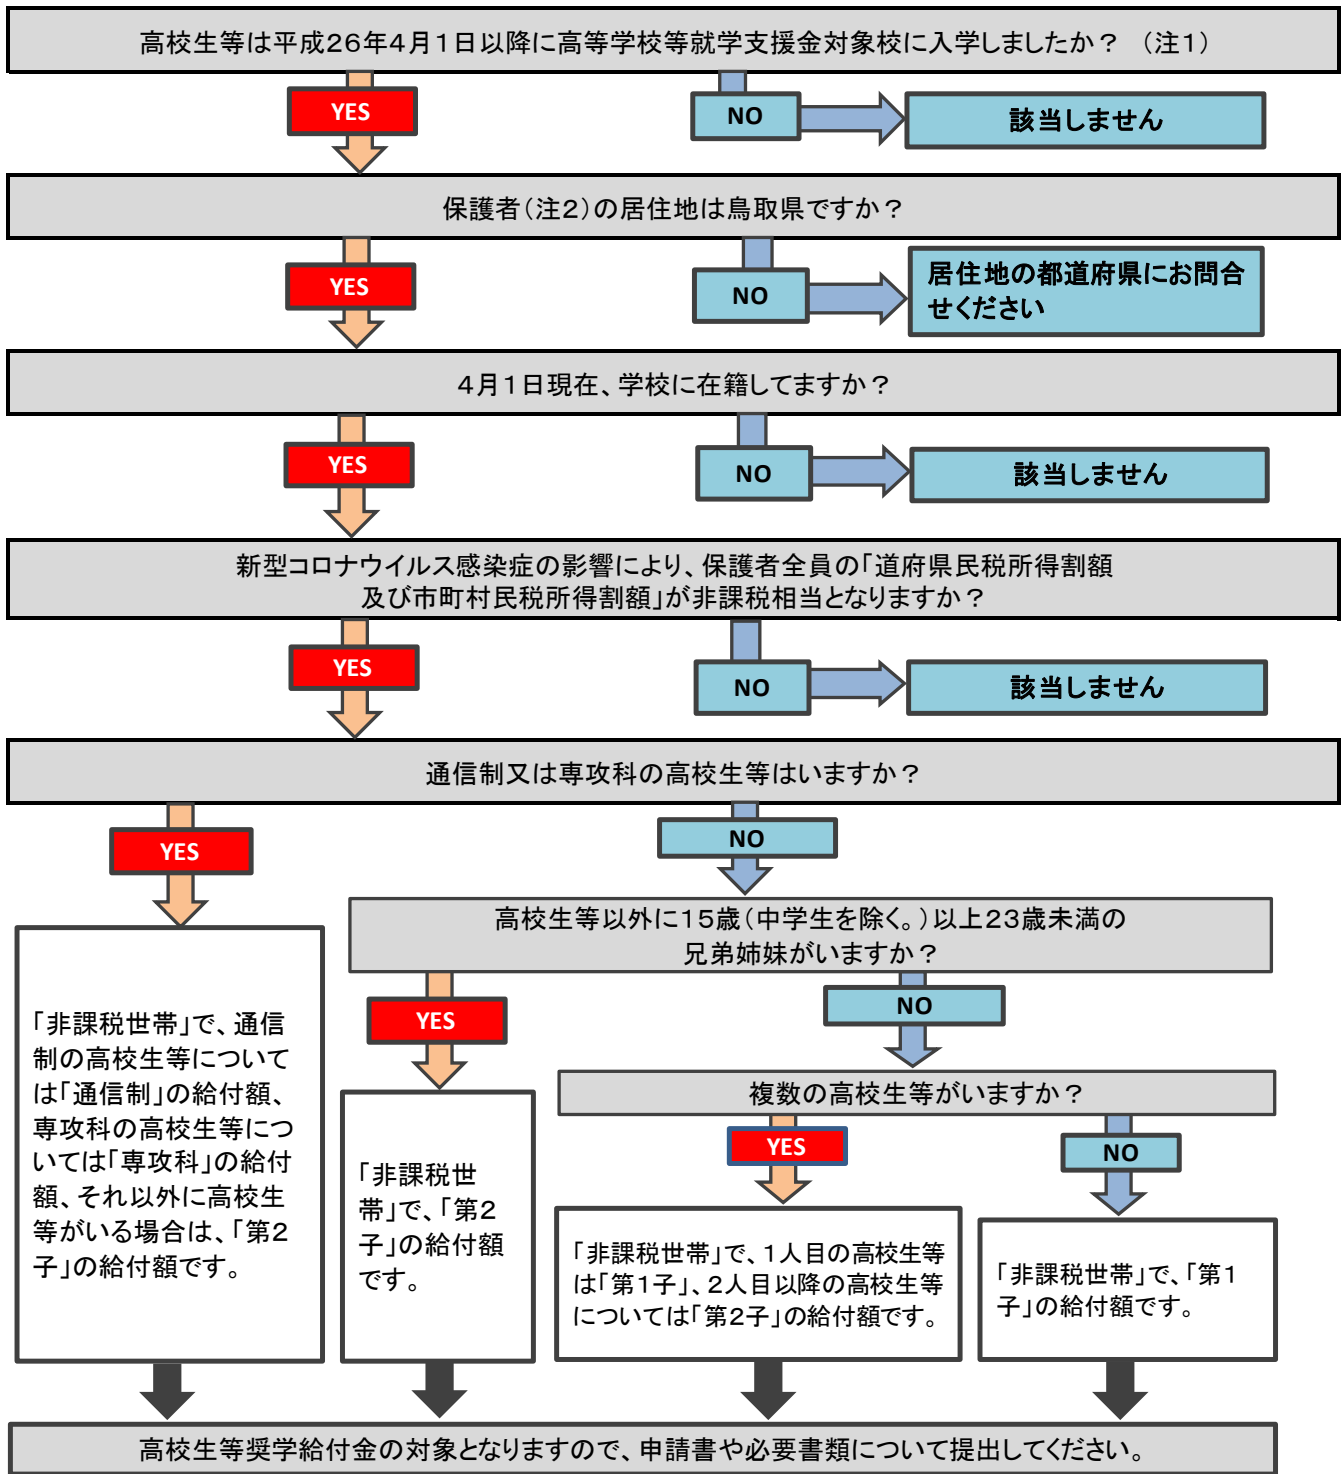 高校生等は平成26年4月1日以降に高等学校等就学支援金対象校に入学しましたか？ （注1）
YES
NO
該当しません
保護者（注2）の居住地は鳥取県ですか？
YES
NO
居住地の都道府県にお問合
せください
4月1日現在、学校に在籍してますか？
YES
NO
該当しません
新型コロナウイルス感染症の影響により、保護者全員の「道府県民税所得割額
及び市町村民税所得割額」が非課税相当となりますか？
YES
NO
該当しません
通信制又は専攻科の高校生等はいますか？
YES
NO
高校生等以外に15歳（中学生を除く。）以上23歳未満の
兄弟姉妹がいますか？
YES
NO
複数の高校生等がいますか？
YES
NO
「非課税世帯」で、通信
制の高校生等について
は「通信制」の給付額、
専攻科の高校生等につ
いては「専攻科」の給付
額、それ以外に高校生
等がいる場合は、「第2
子」の給付額です。
「非課税世
帯」で、「第2
子」の給付額
です。
「非課税世帯」で、1人目の高校生等
は「第1子」、2人目以降の高校生等
については「第2子」の給付額です。
「非課税世帯」で、「第1
子」の給付額です。
高校生等奨学給付金の対象となりますので、申請書や必要書類について提出してください。